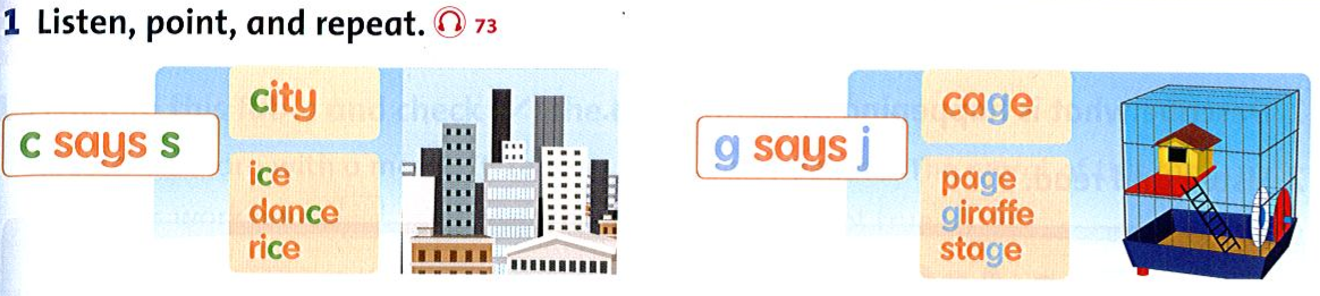 1 Listen, point, and repeat. 73
c says s
city
ice
dance
rice
g says j
cage
page
giraffe
stage